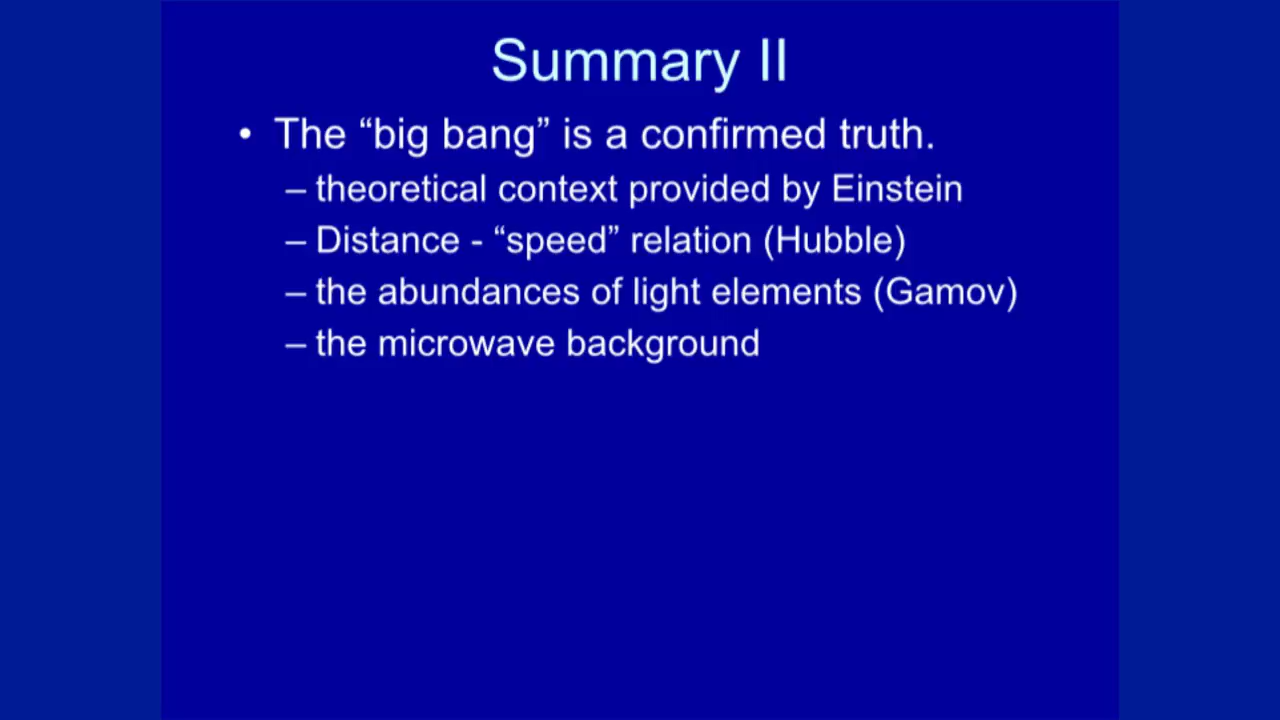 Summary II
• The “big bang” is a confirmed truth.
– theoretical context provided by Einstein
– Distance - “speed” relation (Hubble)
– the abundances of light elements (Gamov)
– the microwave background